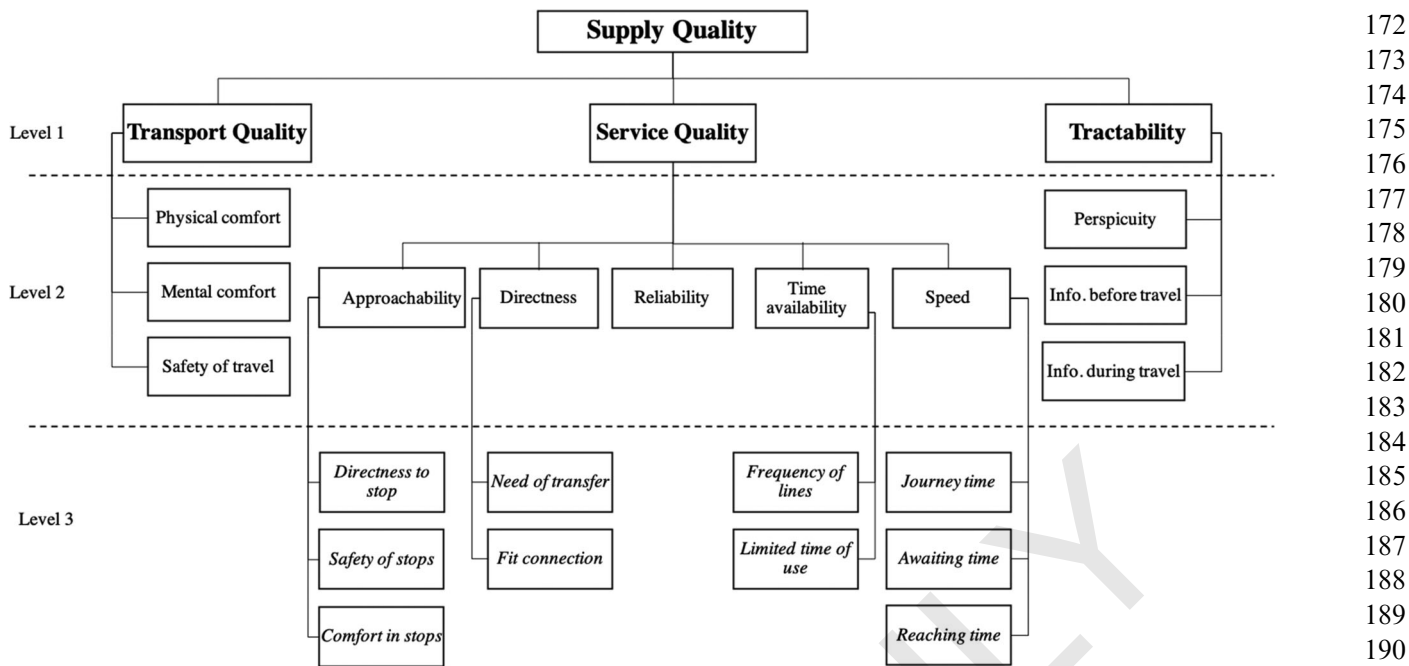 Supply Quality
Level 1
Transport Quality
Service Quality
Tractability
Level 2
Physical comfort
Mental comfort
Safety of travel
Approachability
Directness
Reliability
Time
availability
Speed
Perspicuity
Info. before travel
Info. during travel
Level 3
Directness to
stop
Safety of stops
Comfort in stops
Need of transfer
Fit connection
Frequency of
lines
Limited time of
use
Journey time
Awaiting time
Reaching time
172
173
174
175
176
177
178
179
180
181
182
183
184
185
186
187
188
189
190
LY